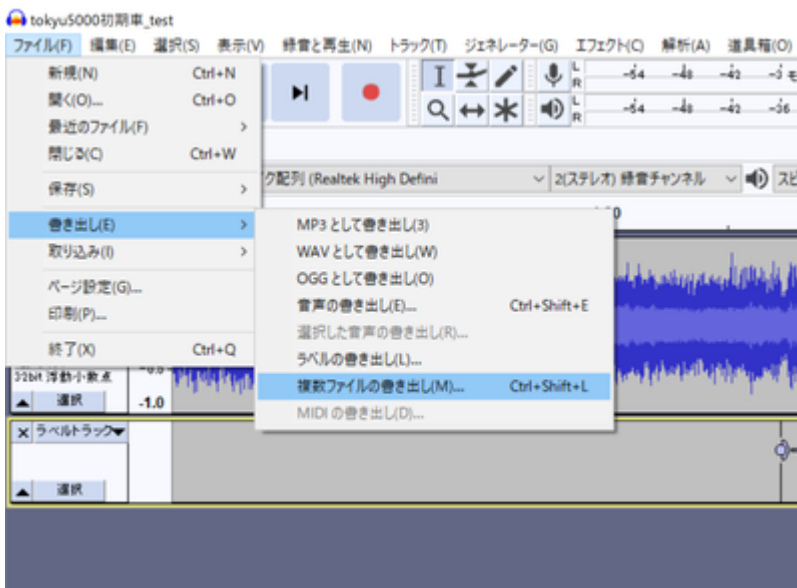 tokyu5000初期車_test
ファイル(F) 編集(E) 選択(S) 表示(V) 録音と再生(N) トラック(T) ジェネレーター(G) エフェクト(C) 解析(A) 道具箱(O)
新規(N) Ctrl+N
開く(O)... Ctrl+O
最近のファイル(F) >
閉じる(C) Ctrl+W
保存(S) >
書き出し(E) >
取り込み(I) >
ページ設定(G)...
印刷(P)...
終了(X) Ctrl+Q
L
R
-54 -48 -42
L
R
-54 -48 -42 -36
ク配列 (Realtek High Defini
2(ステレオ) 録音チャンネル
スピ
MP3 として書き出し(3)
WAV として書き出し(W)
OGG として書き出し(O)
音声の書き出し(E)... Ctrl+Shift+E
選択した音声の書き出し(R)...
ラベルの書き出し(L)...
複数ファイルの書き出し(M)... Ctrl+Shift+L
MIDI の書き出し(D)...
32bit 浮動小数点
選択
-1.0
ラベルトラック
選択